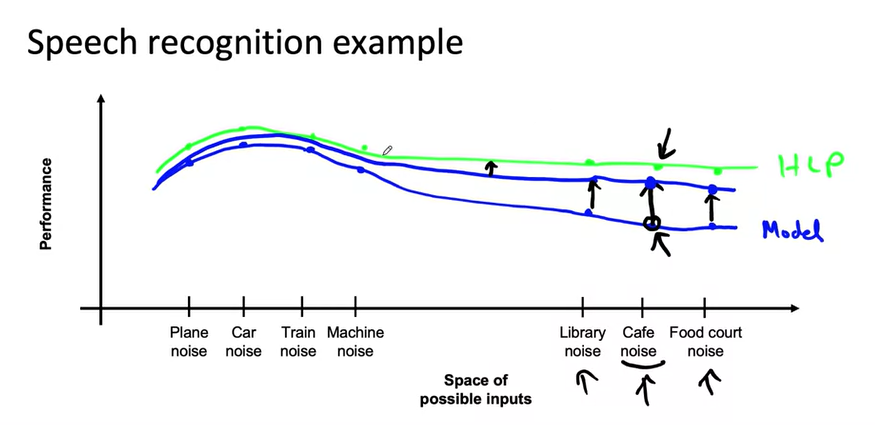 Speech recognition example
Performance
HLP
Model
Plane noise
Car noise
Train noise
Machine noise
Library noise
Cafe noise
Food court noise
Space of
possible inputs